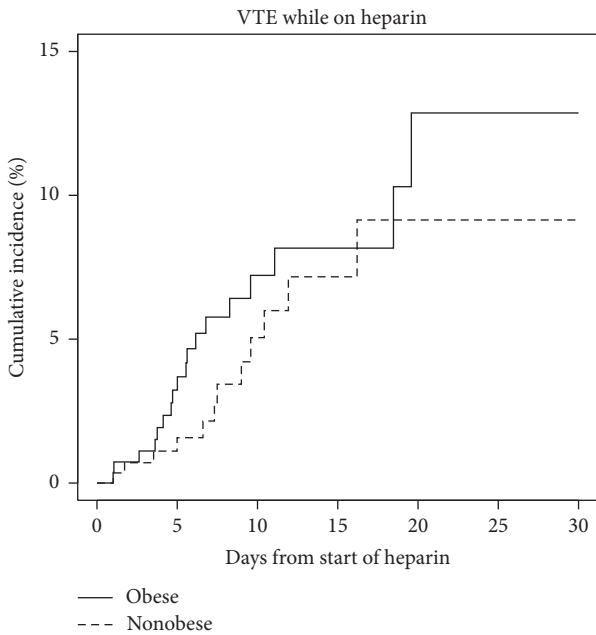 VTE while on heparin
15
10
5
0
Cumulative incidence (%)
0 5 10 15 20 25 30
Days from start of heparin
Obese
Nonobese